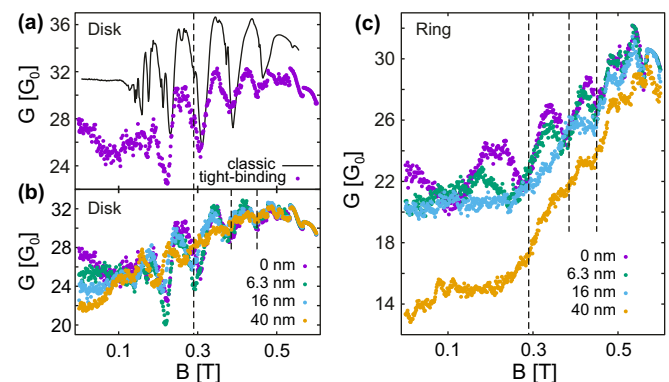 (a) Disk
36
32
28
24
G [G₀]
classic
tight-binding
(b) Disk
32
28
24
20
G [G₀]
0 nm
6.3 nm
16 nm
40 nm
0.1 0.3 0.5
B [T]
(c) Ring
30
26
22
18
14
G [G₀]
0 nm
6.3 nm
16 nm
40 nm
0.1 0.3 0.5
B [T]